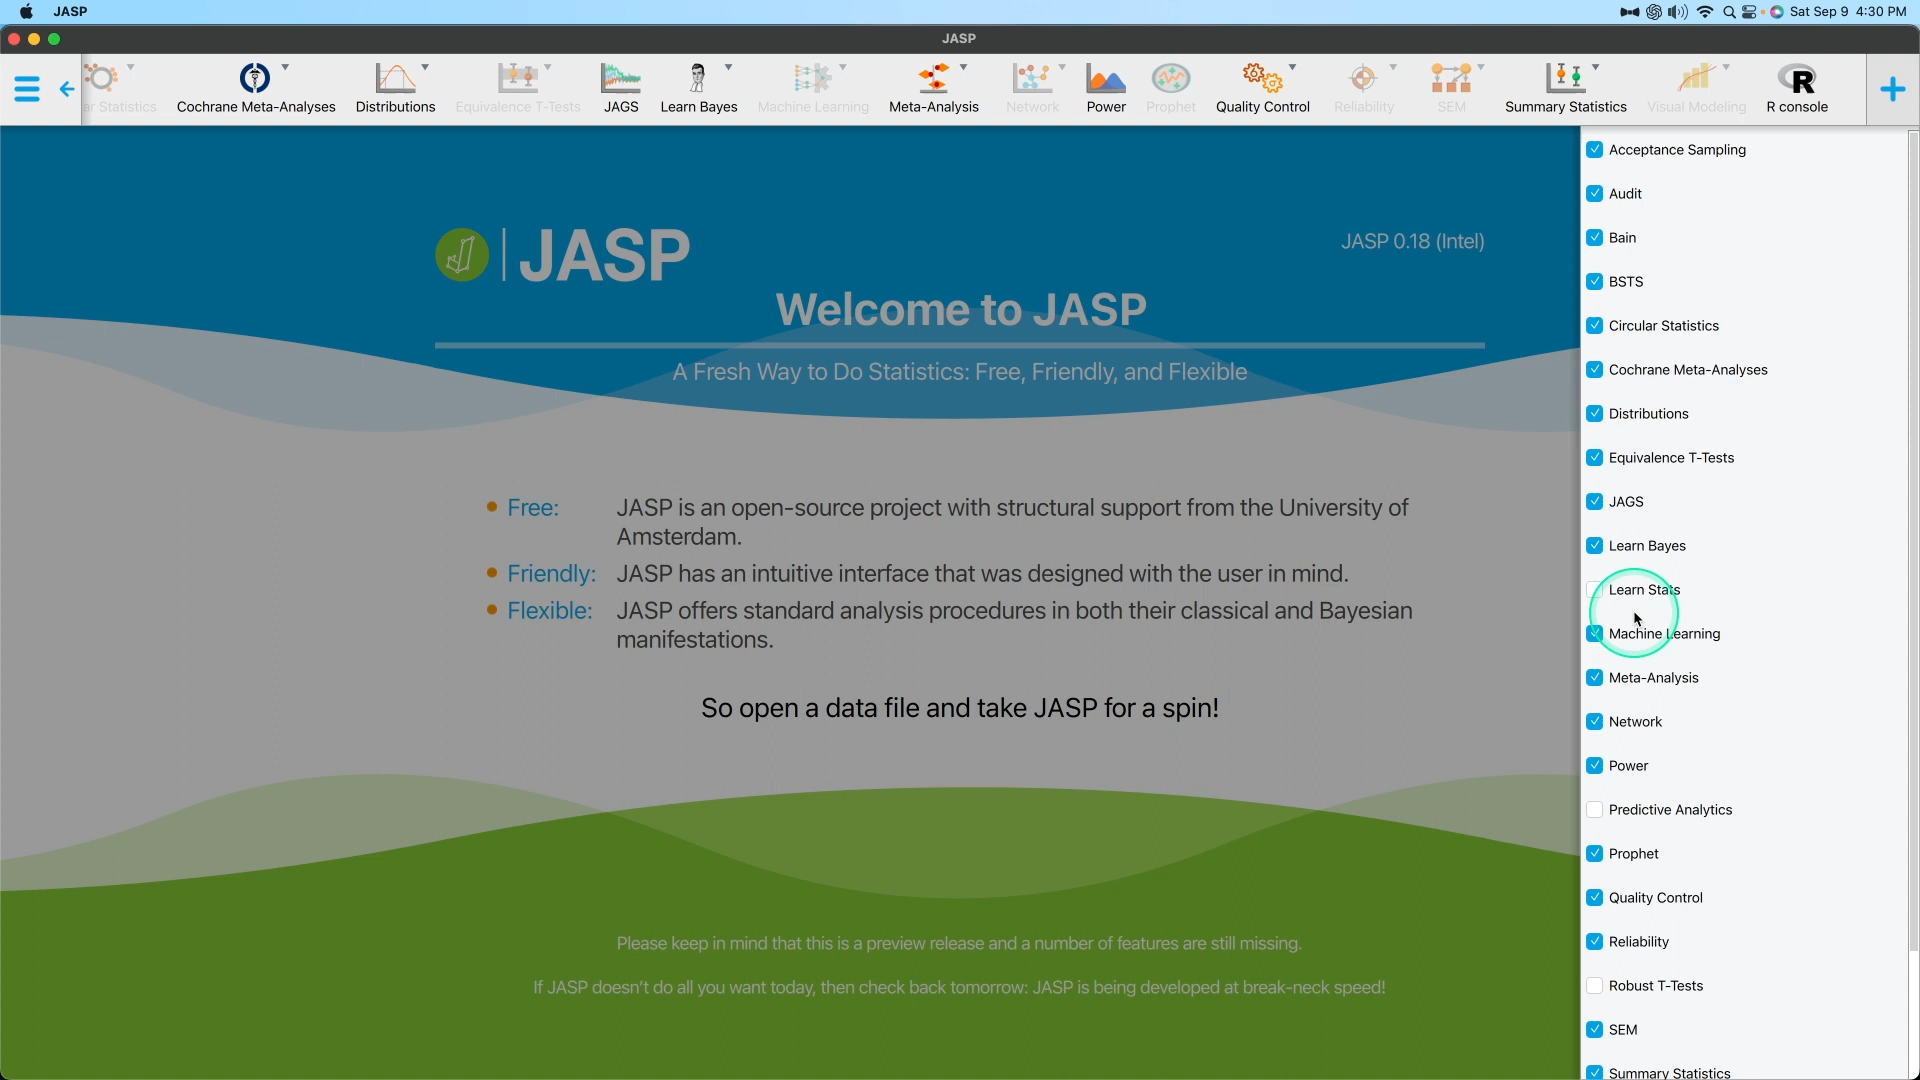 JASP
Sat Sep 9 4:30 PM
JASP
ar Statistics
Cochrane Meta-Analyses
Distributions
Equivalence T-Tests
JAGS
Learn Bayes
Machine Learning
Meta-Analysis
Network
Power
Prophet
Quality Control
Reliability
SEM
Summary Statistics
Visual Modeling
R console
JASP
JASP 0.18 (Intel)
Welcome to JASP
A Fresh Way to Do Statistics: Free, Friendly, and Flexible
• Free: JASP is an open-source project with structural support from the University of
Amsterdam.
• Friendly: JASP has an intuitive interface that was designed with the user in mind.
• Flexible: JASP offers standard analysis procedures in both their classical and Bayesian
manifestations.
So open a data file and take JASP for a spin!
Please keep in mind that this is a preview release and a number of features are still missing.
If JASP doesn't do all you want today, then check back tomorrow: JASP is being developed at break-neck speed!
Acceptance Sampling
Audit
Bain
BSTS
Circular Statistics
Cochrane Meta-Analyses
Distributions
Equivalence T-Tests
JAGS
Learn Bayes
Learn Stats
Machine Learning
Meta-Analysis
Network
Power
Predictive Analytics
Prophet
Quality Control
Reliability
Robust T-Tests
SEM
Summary Statistics